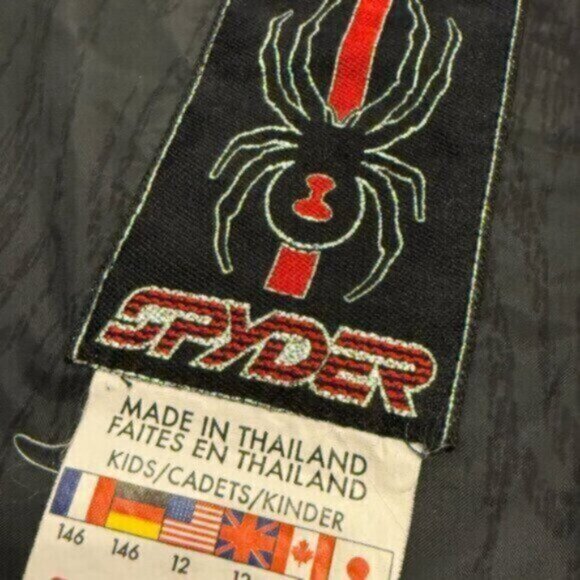 SPYDER
MADE IN THAILAND
FAITES EN THAILAND
KIDS/CADETS/KINDER
146 146 12 12